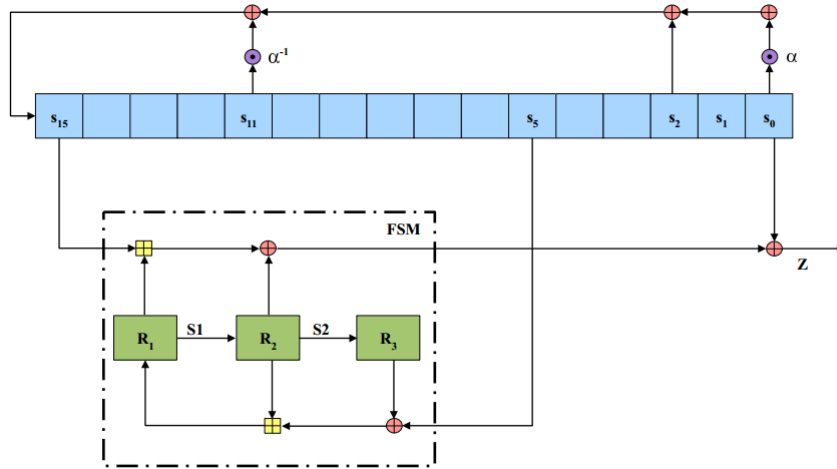 α⁻¹ α
s₁₅ s₁₁ s₅ s₂ s₁ s₀
FSM
Z
S1 S2
R₁ R₂ R₃